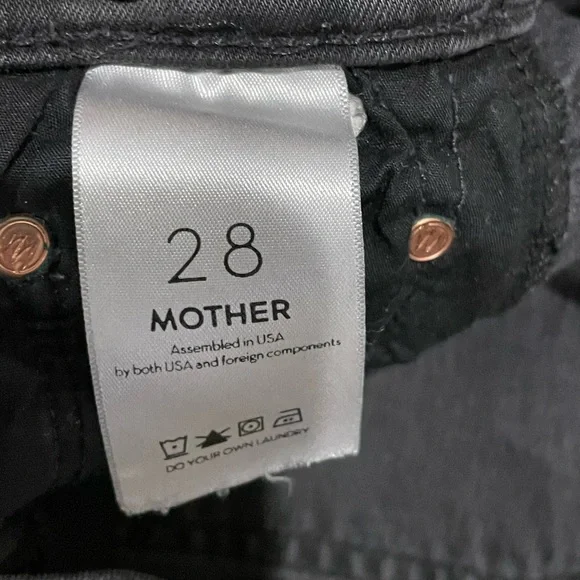 28
MOTHER
Assembled in USA
by both USA and foreign components
DO YOUR OWN LAUNDRY